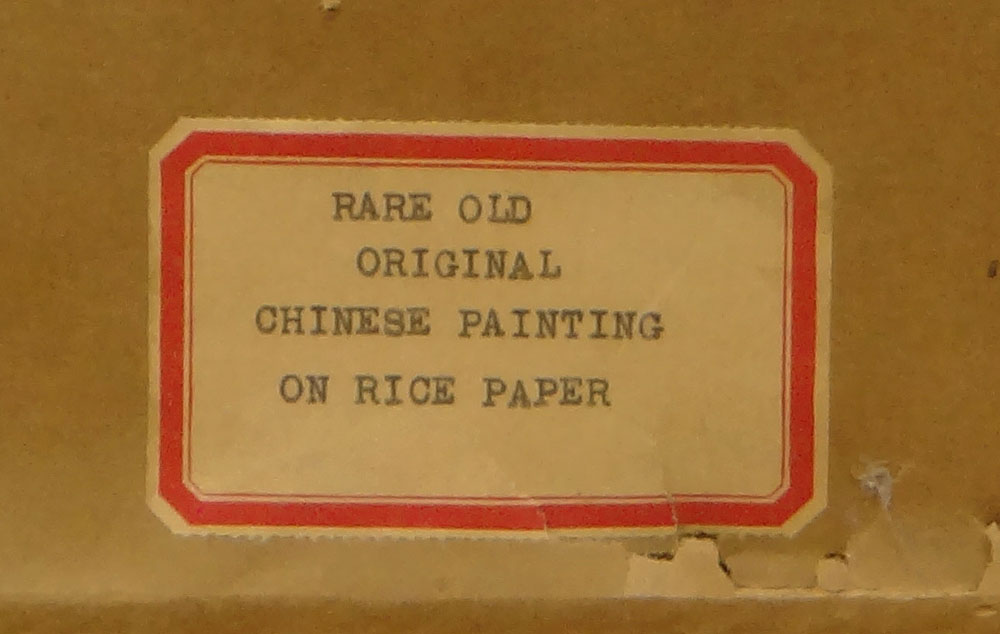 RARE OLD
ORIGINAL
CHINESE PAINTING
ON RICE PAPER